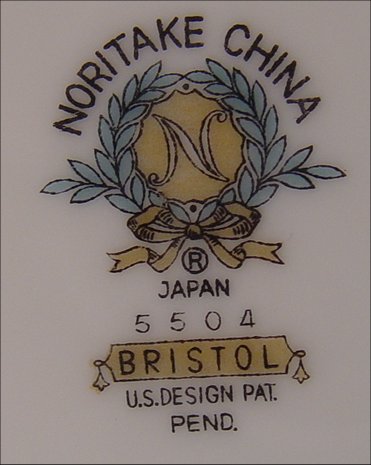 NORITAKE CHINA
N
®
JAPAN
5504
BRISTOL
U.S. DESIGN PAT.
PEND.